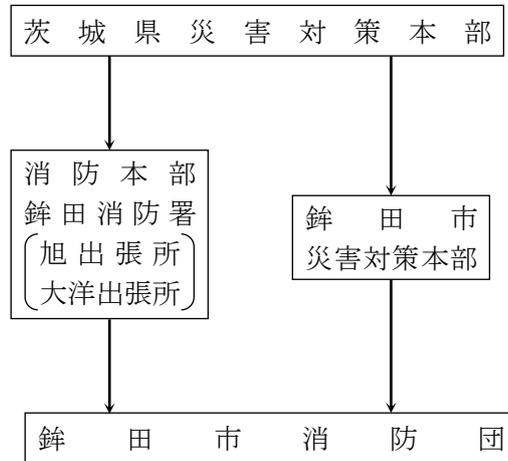 茨城県災害対策本部
消防本部
鉾田消防署
(旭出張所
大洋出張所)
鉾田市
災害対策本部
鉾田市消防団